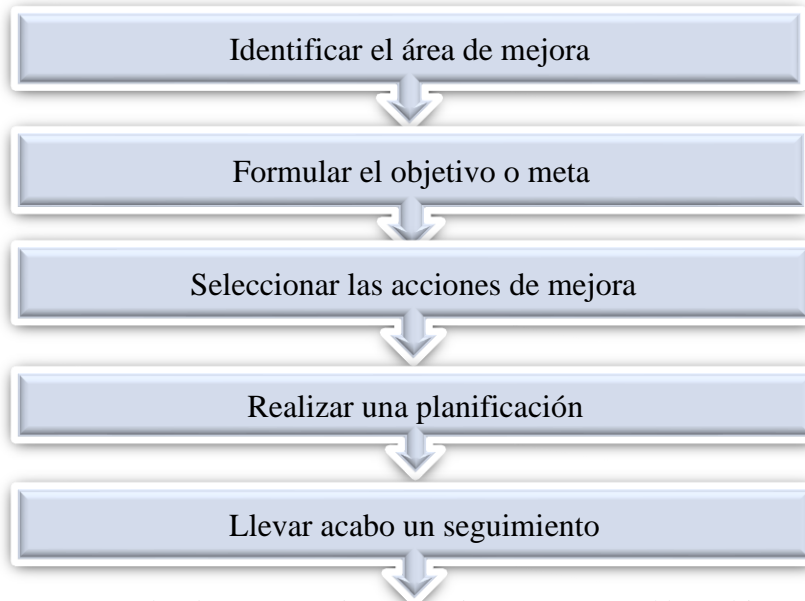 Identificar el área de mejora
Formular el objetivo o meta
Seleccionar las acciones de mejora
Realizar una planificación
Llevar acabo un seguimiento